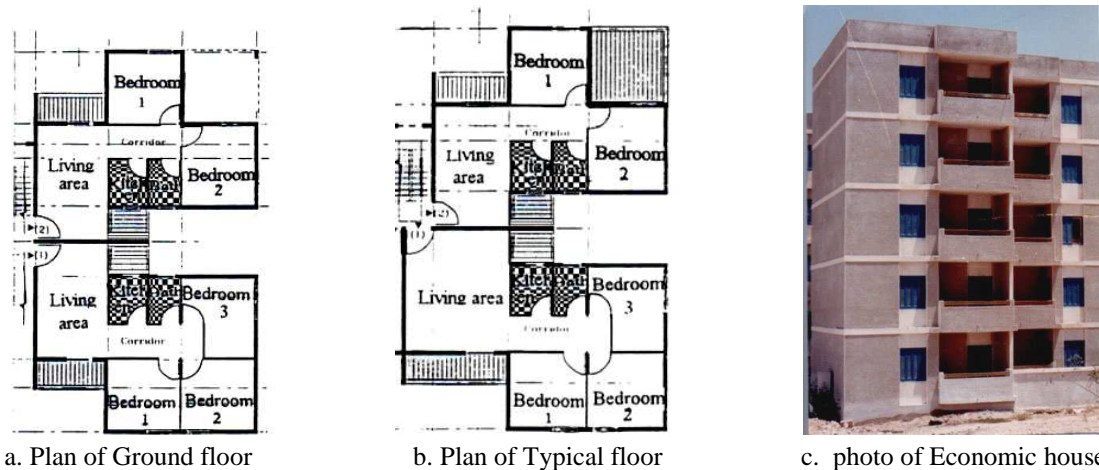 Bedroom
1
Corridor
Living
area
Bedroom
2
(2)
(1)
Bedroom
3
Living
area
Corridor
Bedroom
1
Bedroom
2
a. Plan of Ground floor
Bedroom
1
Corridor
Living
area
Bedroom
2
(2)
(1)
Living area
Bedroom
3
Corridor
Bedroom
1
Bedroom
2
b. Plan of Typical floor
c. photo of Economic house